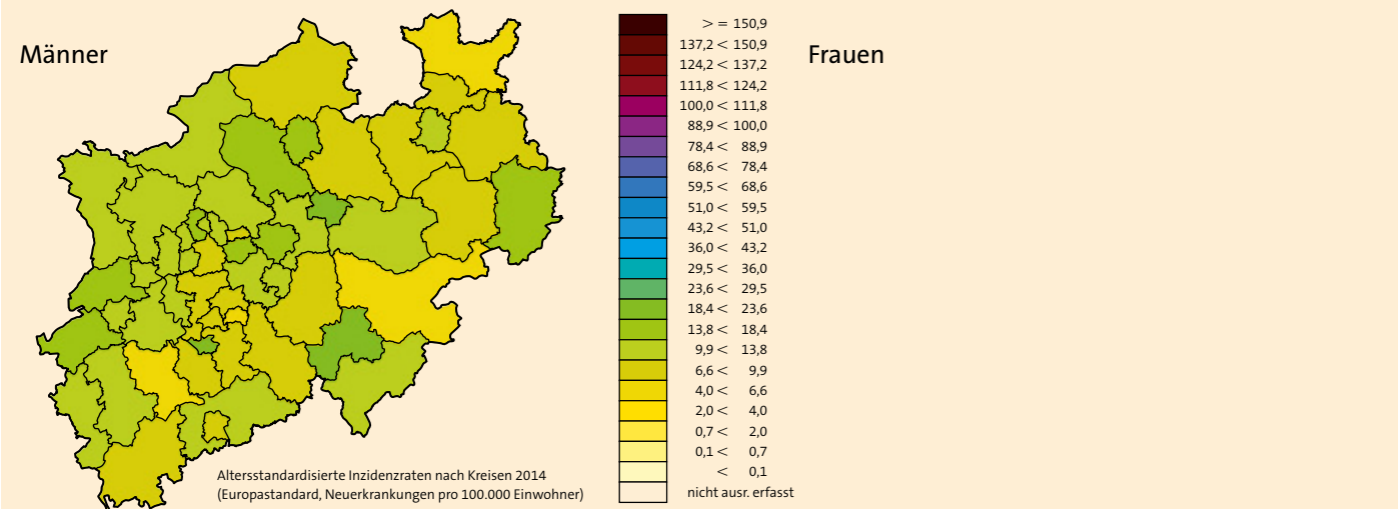 Männer
> = 150,9
137,2 < 150,9
124,2 < 137,2
111,8 < 124,2
100,0 < 111,8
88,9 < 100,0
78,4 < 88,9
68,6 < 78,4
59,5 < 68,6
51,0 < 59,5
43,2 < 51,0
36,0 < 43,2
29,5 < 36,0
23,6 < 29,5
18,4 < 23,6
13,8 < 18,4
9,9 < 13,8
6,6 < 9,9
4,0 < 6,6
2,0 < 4,0
0,7 < 2,0
0,1 < 0,7
< 0,1
nicht ausr. erfasst
Frauen
Altersstandardisierte Inzidenzraten nach Kreisen 2014
(Europastandard, Neuerkrankungen pro 100.000 Einwohner)